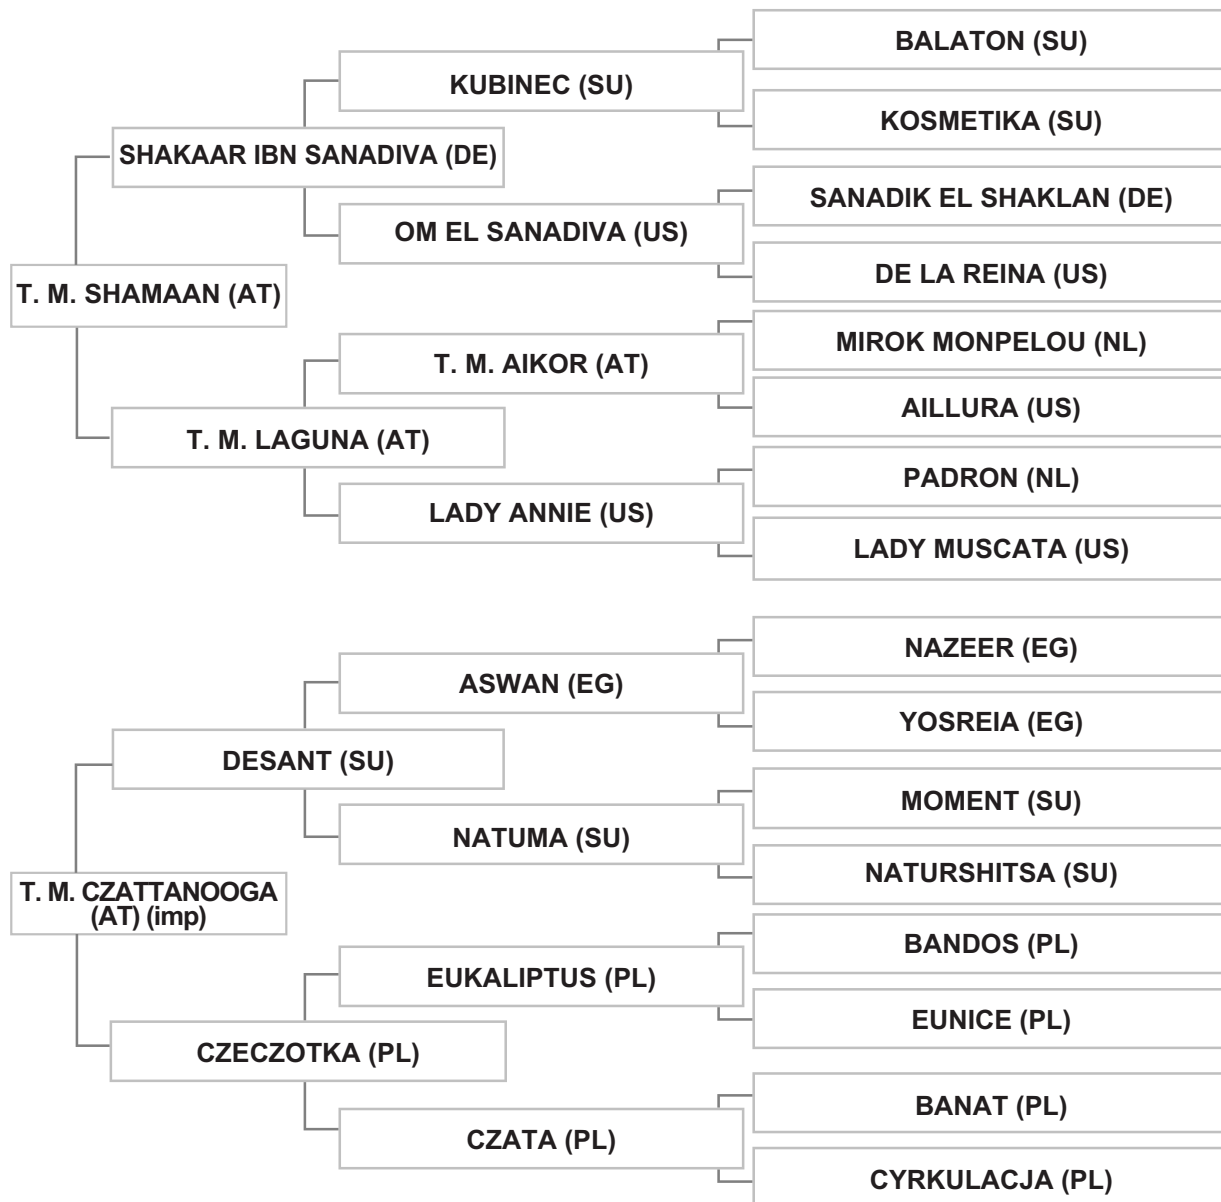 BALATON (SU)
KUBINEC (SU)
KOSMETIKA (SU)
SHAKAAR IBN SANADIVA (DE)
SANADIK EL SHAKLAN (DE)
OM EL SANADIVA (US)
DE LA REINA (US)
T. M. SHAMAAN (AT)
MIROK MONPELOU (NL)
T. M. AIKOR (AT)
AILLURA (US)
T. M. LAGUNA (AT)
PADRON (NL)
LADY ANNIE (US)
LADY MUSCATA (US)
NAZEER (EG)
ASWAN (EG)
YOSREIA (EG)
DESANT (SU)
MOMENT (SU)
NATUMA (SU)
NATURSHITSA (SU)
T. M. CZATTANOOGA
(AT) (imp)
BANDOS (PL)
EUKALIPTUS (PL)
EUNICE (PL)
CZECZOTKA (PL)
BANAT (PL)
CZATA (PL)
CYRKULACJA (PL)